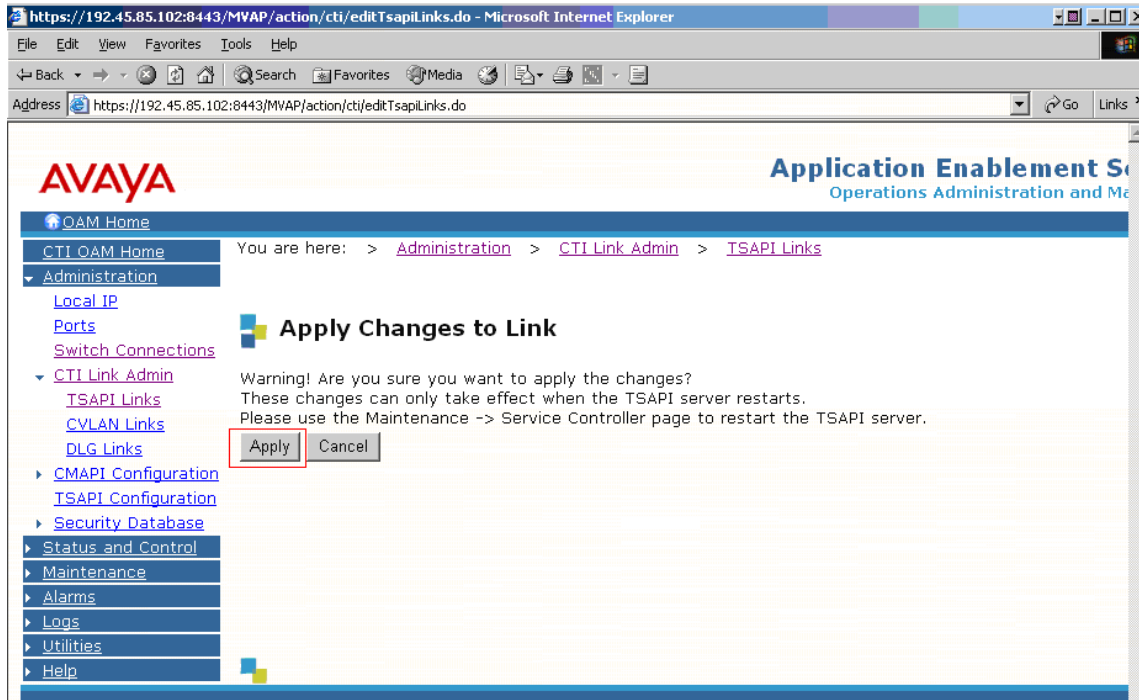 https://192.45.85.102:8443/MVAP/action/cti/editTsapiLinks.do - Microsoft Internet Explorer
File Edit View Favorites Tools Help
Back Search Favorites Media
Address https://192.45.85.102:8443/MVAP/action/cti/editTsapiLinks.do Go Links
AVAYA
Application Enablement Se
Operations Administration and Ma
OAM Home
CTI OAM Home
You are here: > Administration > CTI Link Admin > TSAPI Links
Administration
Local IP
Ports
Switch Connections
CTI Link Admin
TSAPI Links
CVLAN Links
DLG Links
CMAPI Configuration
TSAPI Configuration
Security Database
Status and Control
Maintenance
Alarms
Logs
Utilities
Help
Apply Changes to Link
Warning! Are you sure you want to apply the changes?
These changes can only take effect when the TSAPI server restarts.
Please use the Maintenance -> Service Controller page to restart the TSAPI server.
Apply Cancel